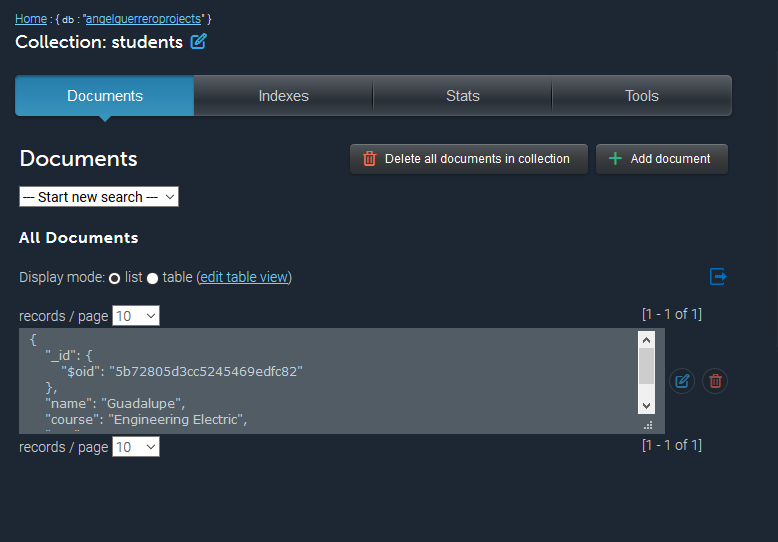 Home : { db : "angelguerreroprojects" }
Collection: students
Documents Indexes Stats Tools
Documents
Delete all documents in collection
Add document
--- Start new search ---
All Documents
Display mode: list table (edit table view)
records / page 10 [1 - 1 of 1]
{
"_id": {
"$oid": "5b72805d3cc5245469edfc82"
},
"name": "Guadalupe",
"course": "Engineering Electric",
records / page 10 [1 - 1 of 1]